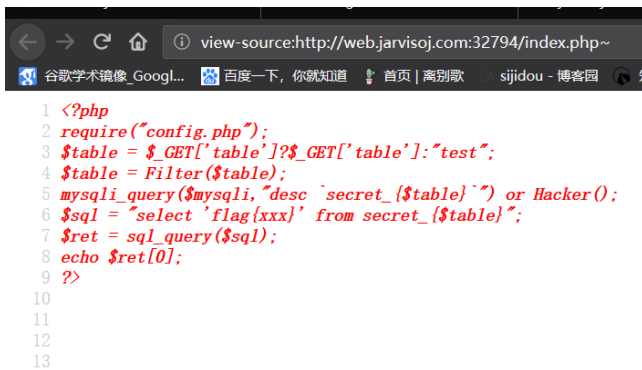 view-source:http://web.jarvisoj.com:32794/index.php~
谷歌学术镜像_Googl... 百度一下，你就知道 首页 | 离别歌 sijidou - 博客园
1 <?php
2 require("config.php");
3 $table = $_GET['table']?$_GET['table']:"test";
4 $table = Filter($table);
5 mysqli_query($mysqli,"desc `secret_{$table}`") or Hacker();
6 $sql = "select 'flag{xxx}' from secret_{$table}";
7 $ret = sql_query($sql);
8 echo $ret[0];
9 ?>
10
11
12
13